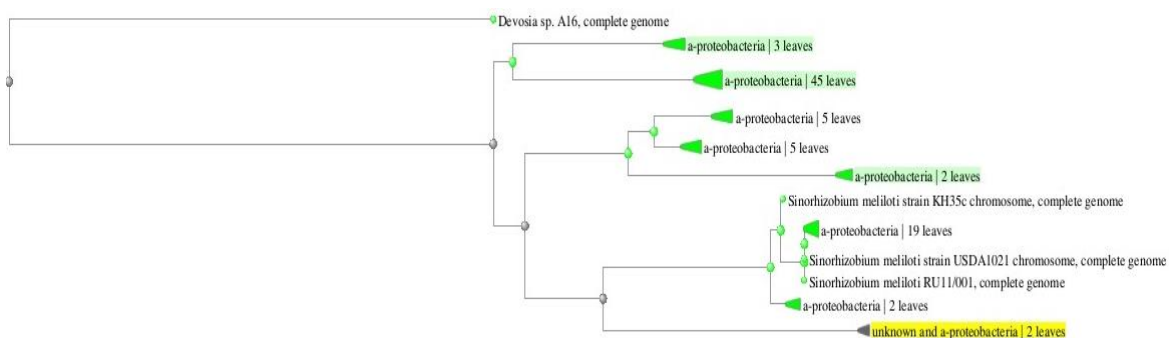 Devosia sp. A16, complete genome
a-proteobacteria | 3 leaves
a-proteobacteria | 45 leaves
a-proteobacteria | 5 leaves
a-proteobacteria | 5 leaves
a-proteobacteria | 2 leaves
Sinorhizobium meliloti strain KH35c chromosome, complete genome
a-proteobacteria | 19 leaves
Sinorhizobium meliloti strain USDA1021 chromosome, complete genome
Sinorhizobium meliloti RU11/001, complete genome
a-proteobacteria | 2 leaves
unknown and a-proteobacteria | 2 leaves